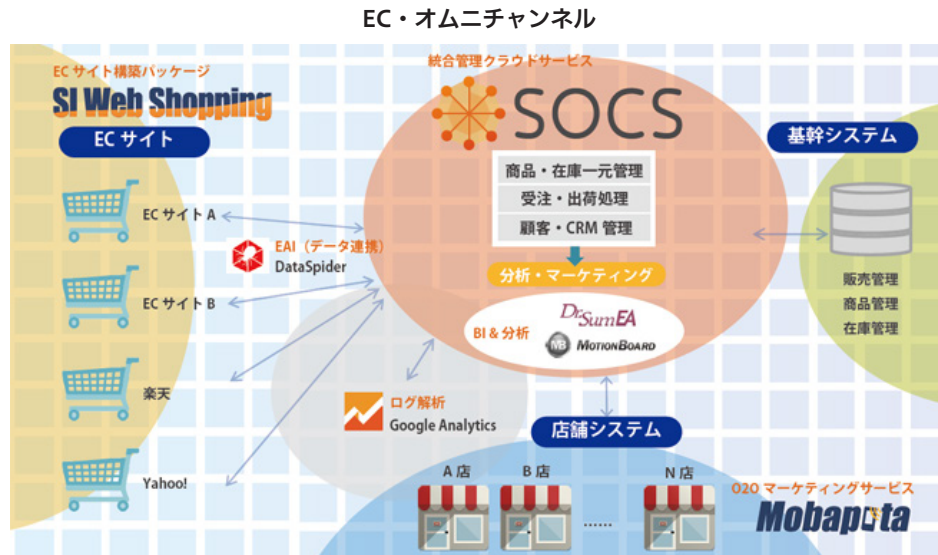 EC・オムニチャンネル
ECサイト構築パッケージ
SI Web Shopping
ECサイト
ECサイトA
ECサイトB
楽天
Yahoo!
EAI（データ連携）
DataSpider
統合管理クラウドサービス
SOCS
商品・在庫一元管理
受注・出荷処理
顧客・CRM管理
分析・マーケティング
BI＆分析
Dr.SumEA
MB
MOTIONBOARD
ログ解析
Google Analytics
基幹システム
販売管理
商品管理
在庫管理
店舗システム
A店
B店
……
N店
O2Oマーケティングサービス
Mobapota